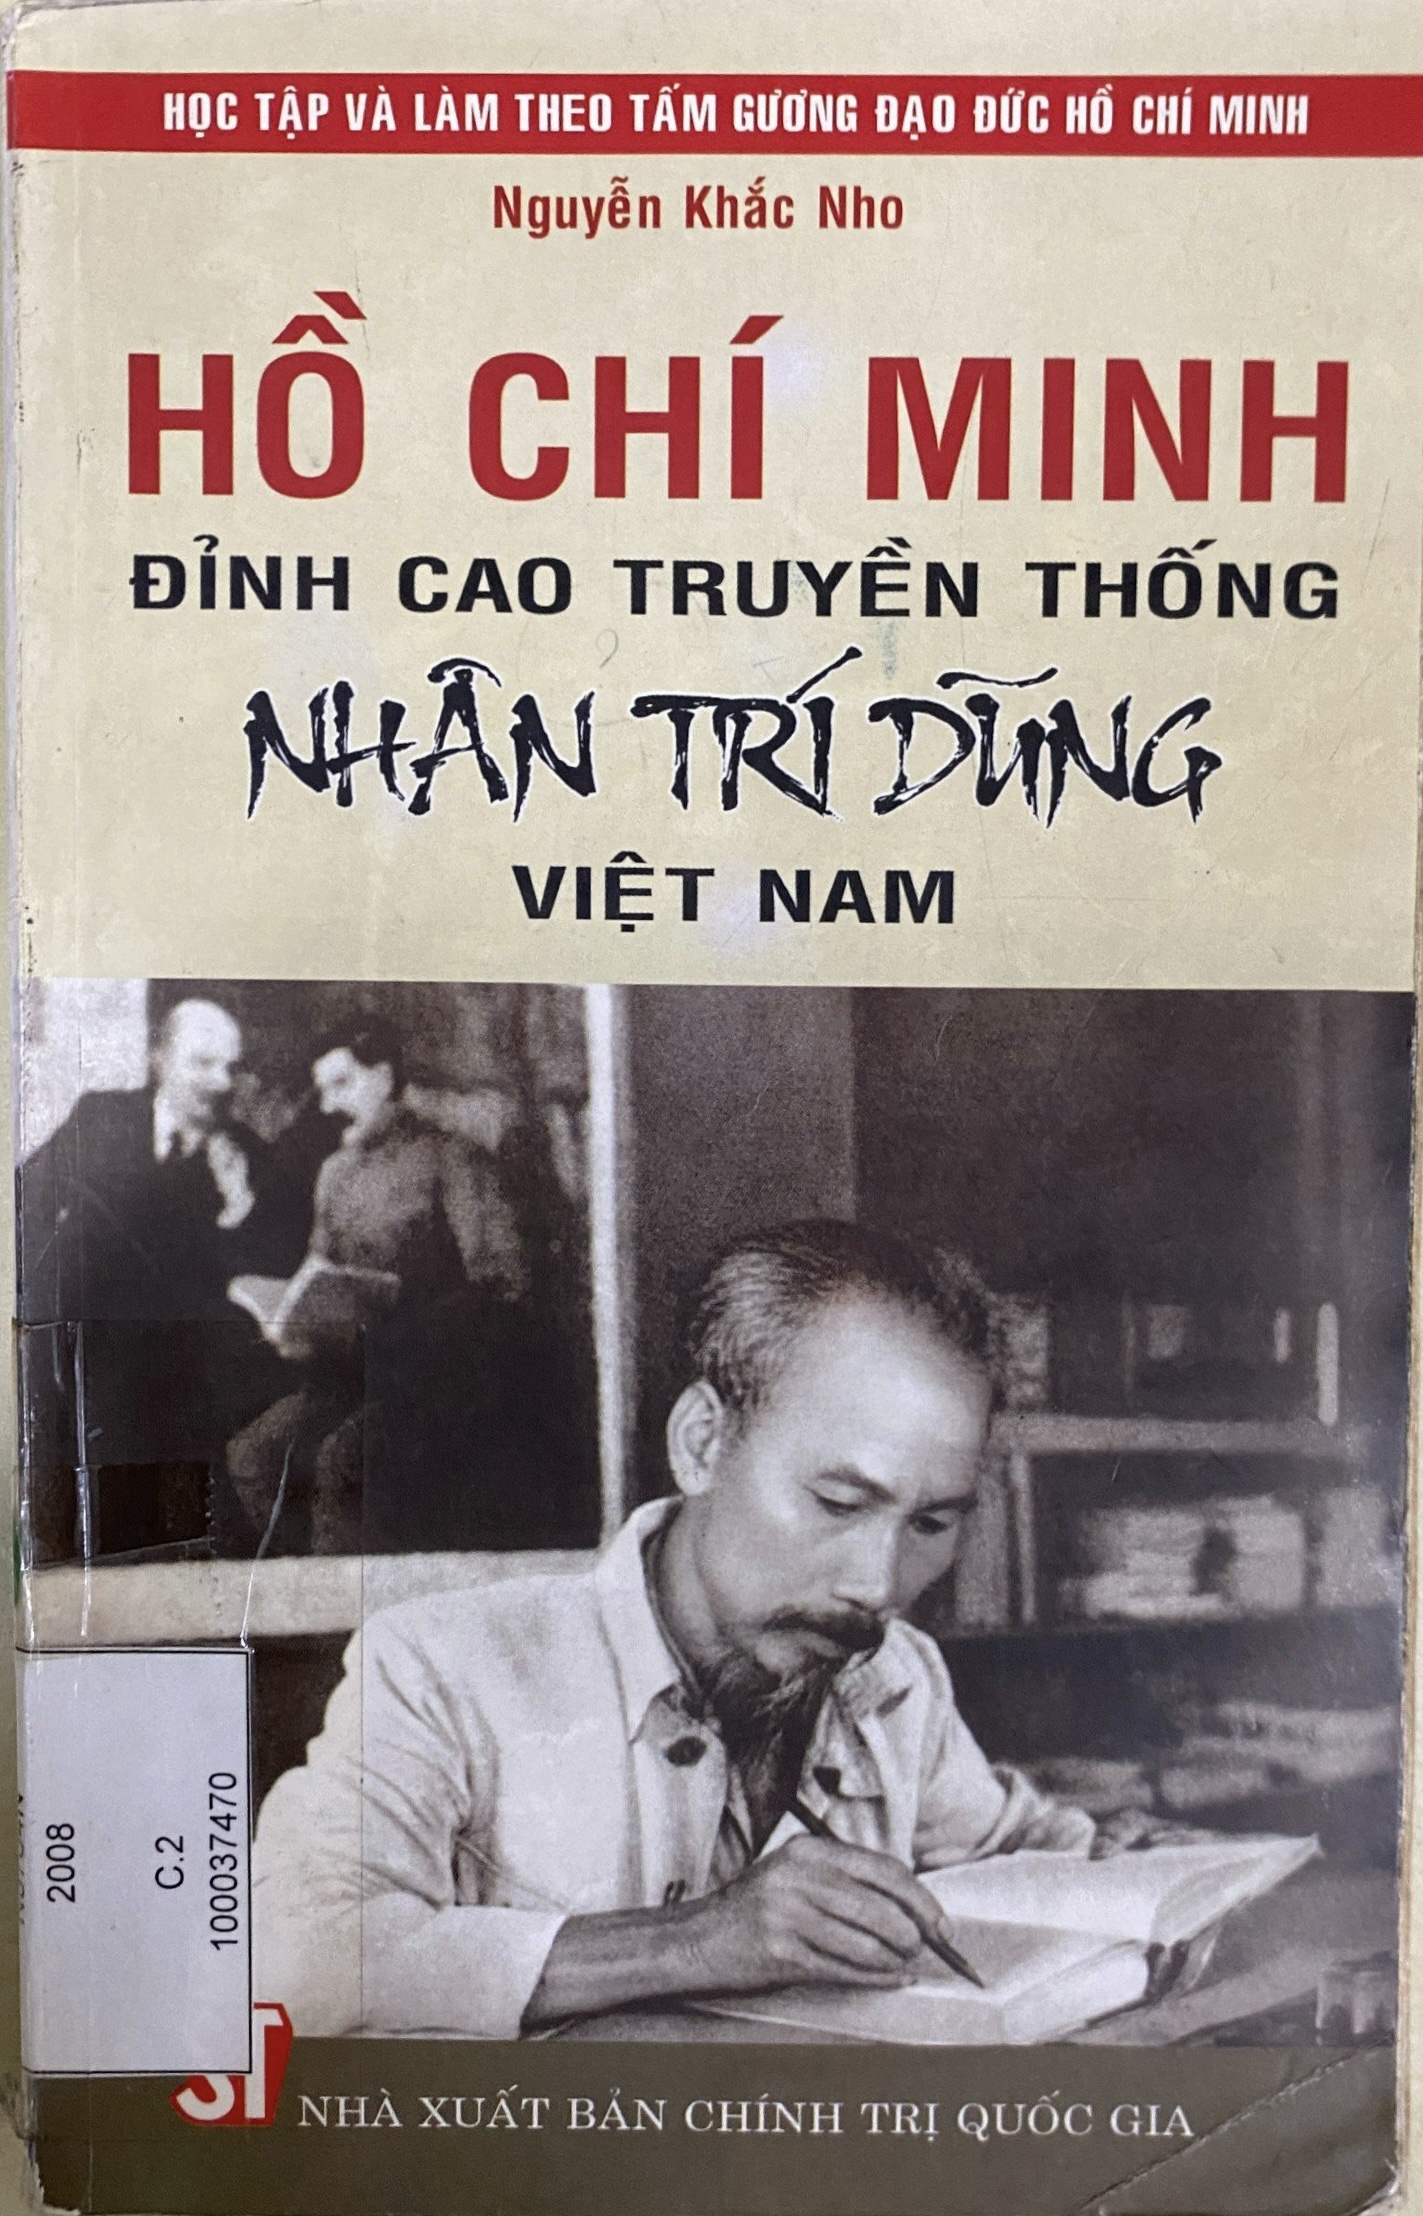 HỌC TẬP VÀ LÀM THEO TẤM GƯƠNG ĐẠO ĐỨC HỒ CHÍ MINH
Nguyễn Khắc Nho
HỒ CHÍ MINH
ĐỈNH CAO TRUYỀN THỐNG
NHÂN TRÍ DŨNG
VIỆT NAM
2008
C.2
100037470
ST
NHÀ XUẤT BẢN CHÍNH TRỊ QUỐC GIA